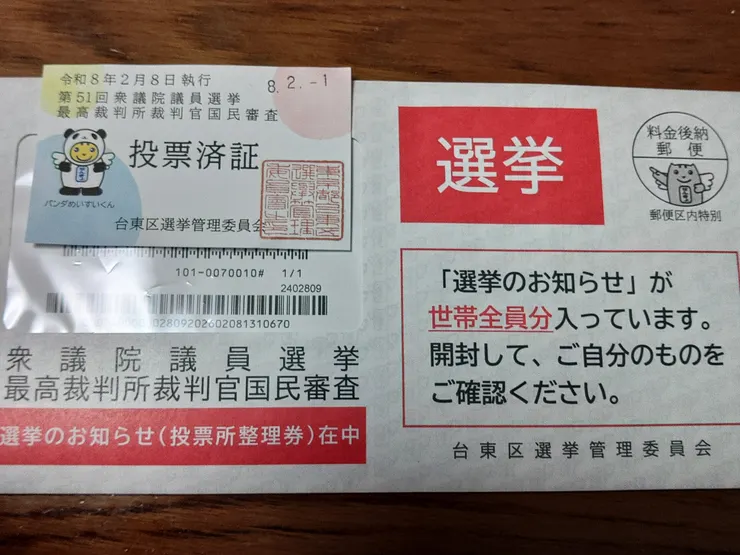 令和8年2月8日執行
8.2.-1
第51回衆議院議員選挙
最高裁判所裁判官国民審査
投票済証
パンダめいすいくん
台東区選挙管理委員会
101-0070010# 1/1
2402809
02809202602081310670
衆議院議員選挙
最高裁判所裁判官国民審査
選挙のお知らせ(投票所整理券)在中
選挙
料金後納
郵便
郵便区内特別
「選挙のお知らせ」が
世帯全員分入っています。
開封して、ご自分のものを
ご確認ください。
台東区選挙管理委員会